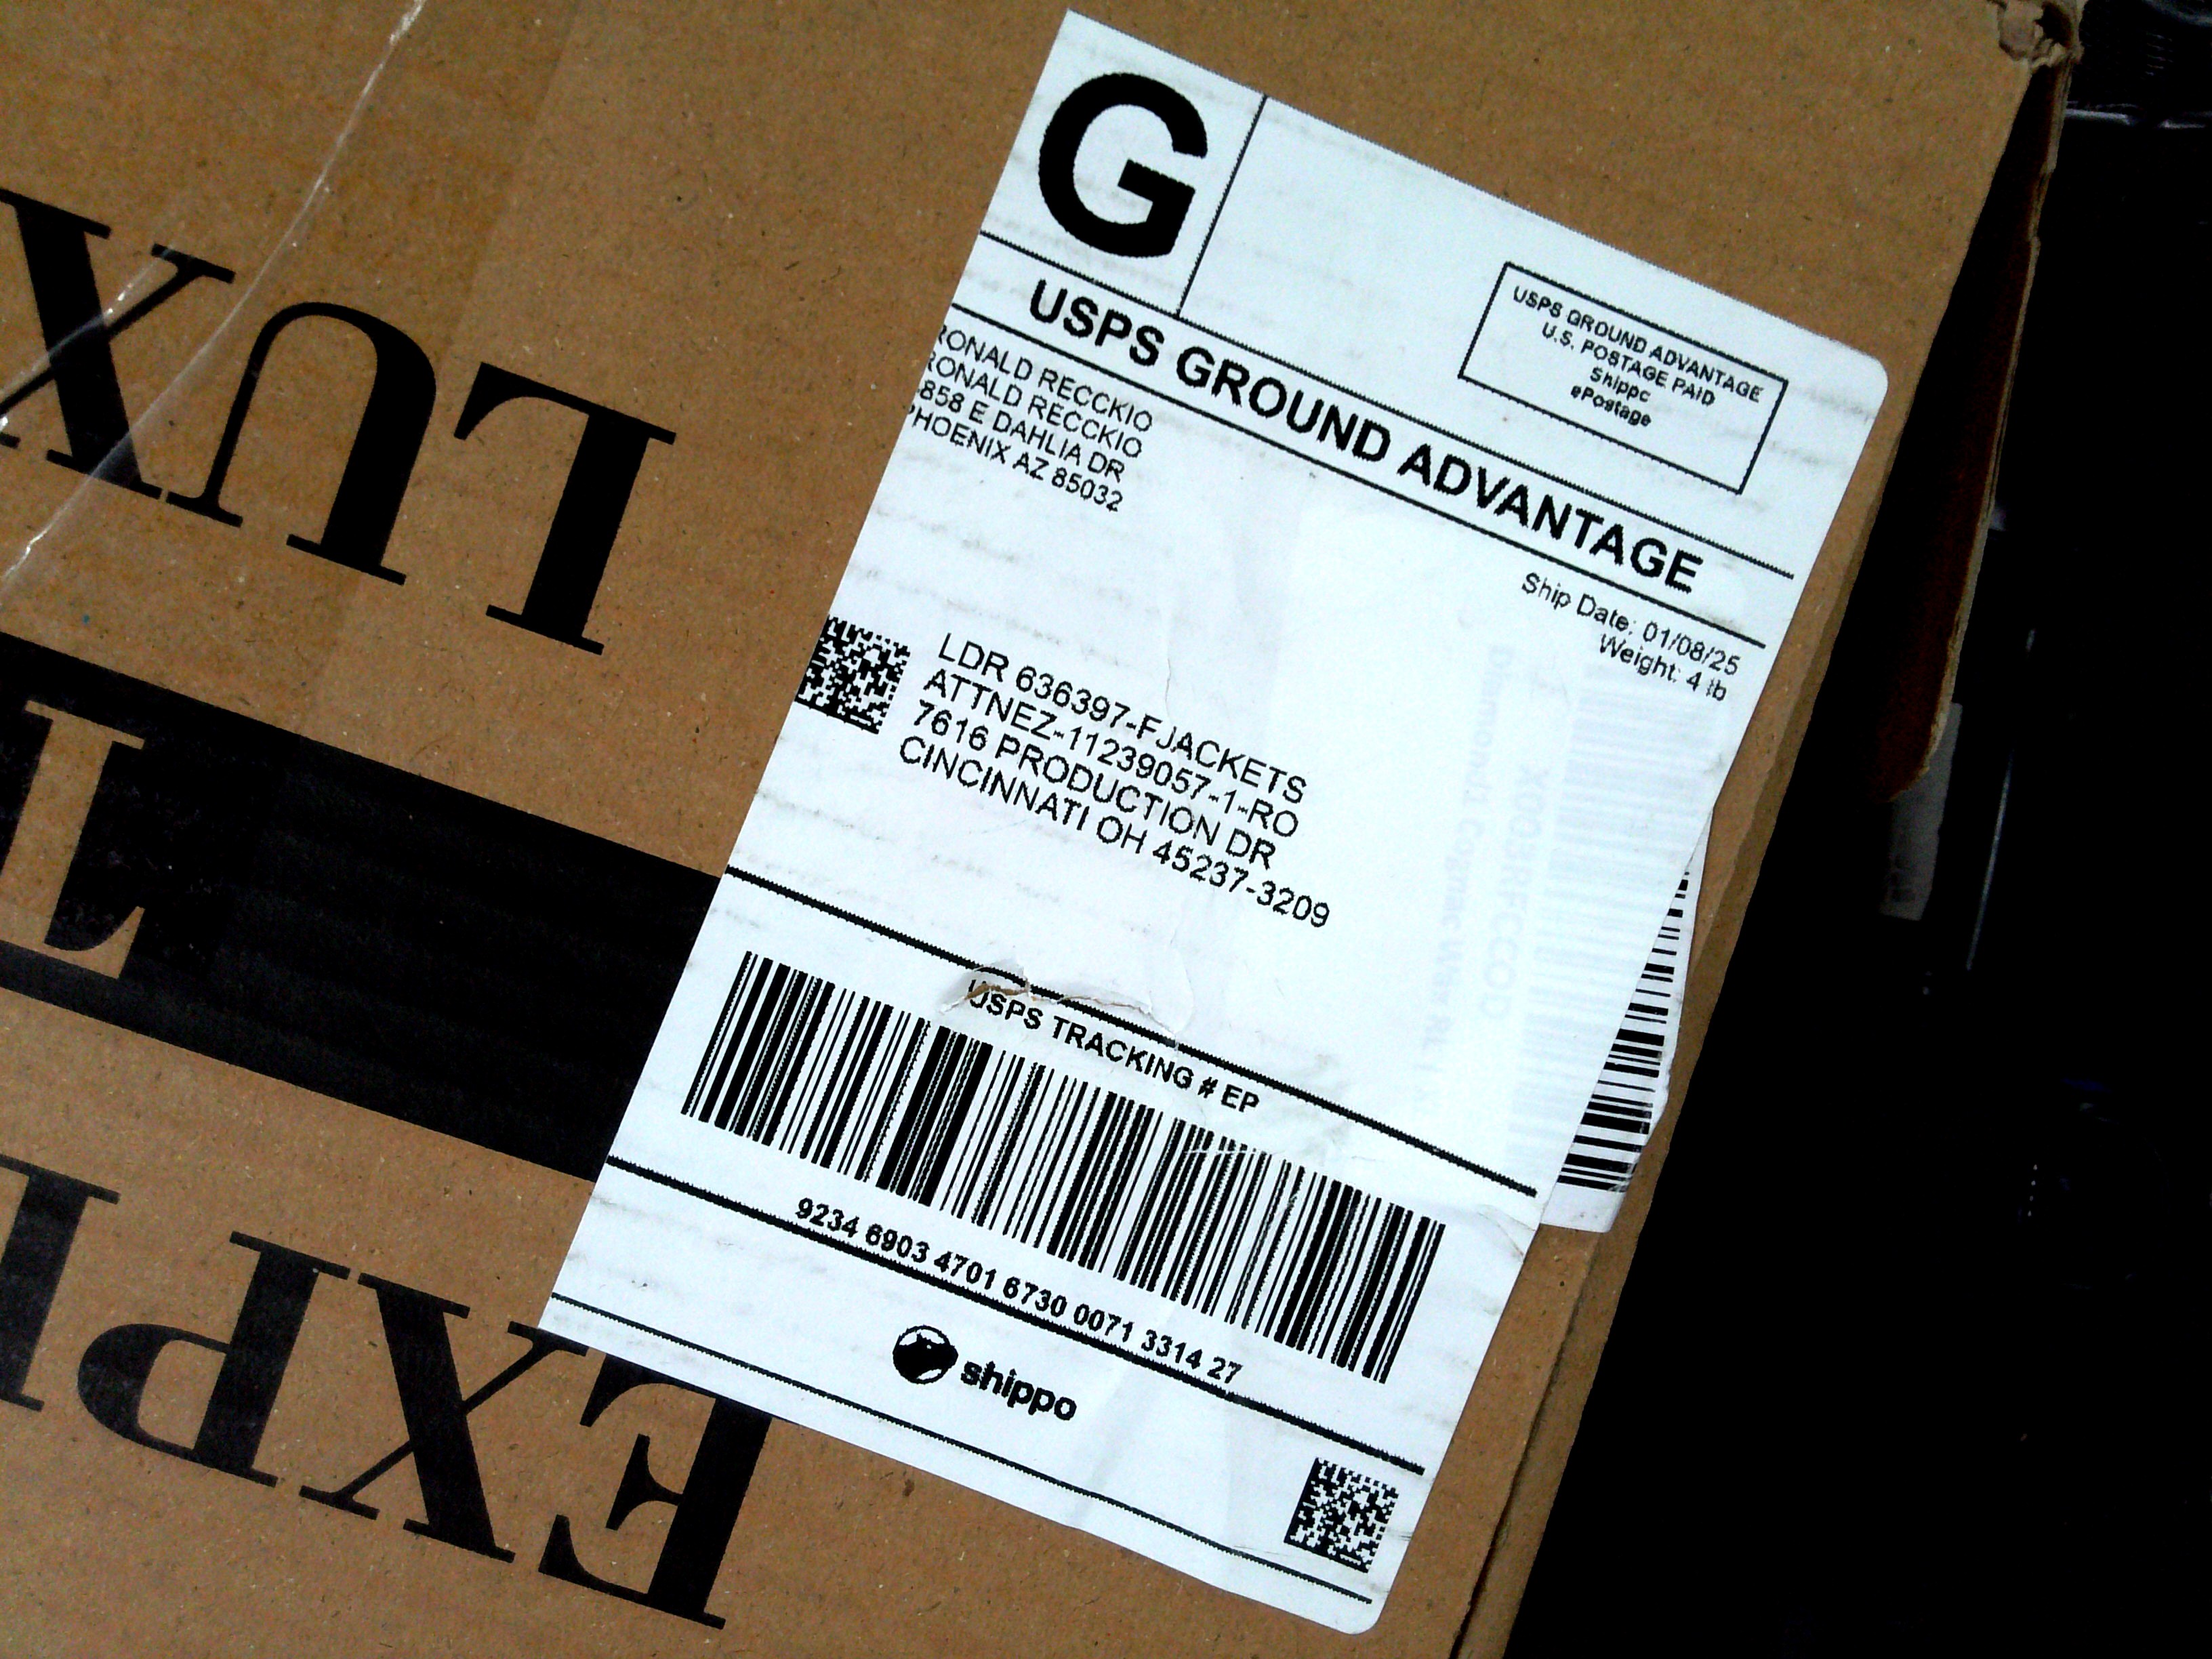 G
USPS GROUND ADVANTAGE
U.S. POSTAGE PAID
Shippc
ePostage
USPS GROUND ADVANTAGE
RONALD RECCKIO
RONALD RECCKIO
858 E DAHLIA DR
PHOENIX AZ 85032
Ship Date: 01/08/25
Weight: 4 lb
LDR 636397-FJACKETS
ATTNEZ-11239057-1-RO
7616 PRODUCTION DR
CINCINNATI OH 45237-3209
USPS TRACKING # EP
9234 6903 4701 6730 0071 3314 27
shippo
EXP
LUX